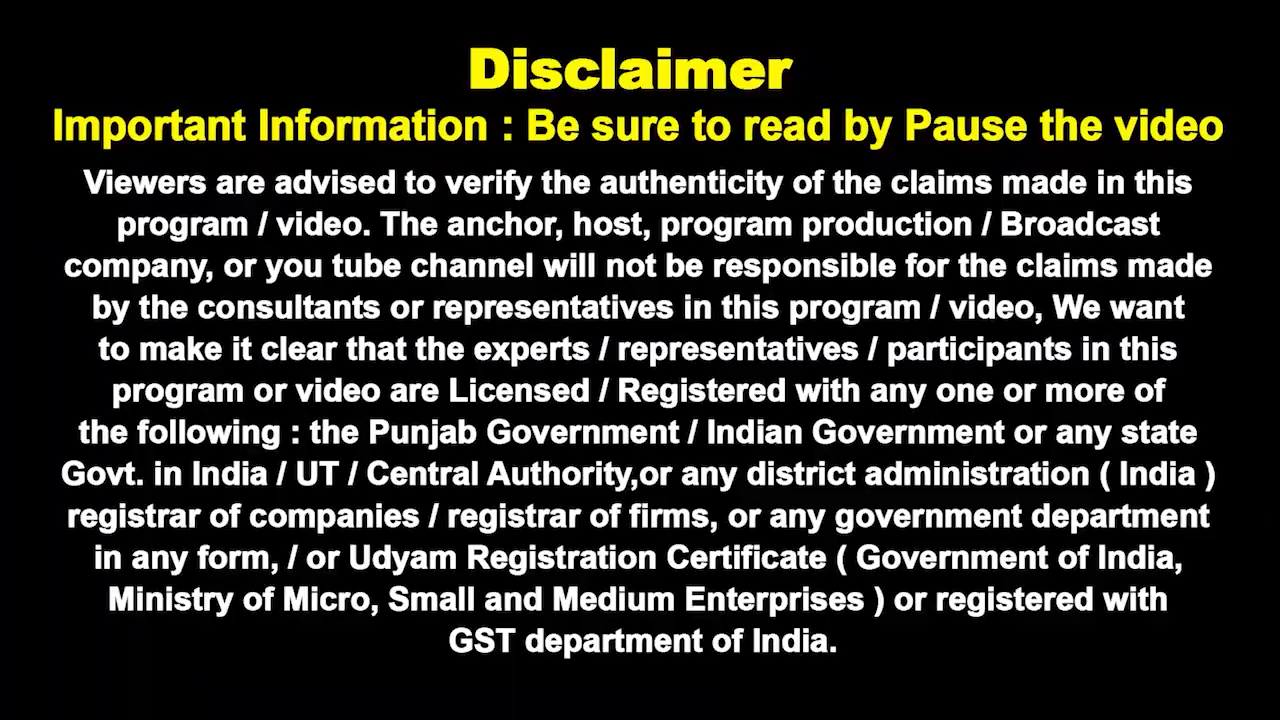 Disclaimer
Important Information : Be sure to read by Pause the video
Viewers are advised to verify the authenticity of the claims made in this
program / video. The anchor, host, program production / Broadcast
company, or you tube channel will not be responsible for the claims made
by the consultants or representatives in this program / video, We want
to make it clear that the experts / representatives / participants in this
program or video are Licensed / Registered with any one or more of
the following : the Punjab Government / Indian Government or any state
Govt. in India / UT / Central Authority,or any district administration ( India )
registrar of companies / registrar of firms, or any government department
in any form, / or Udyam Registration Certificate ( Government of India,
Ministry of Micro, Small and Medium Enterprises ) or registered with
GST department of India.